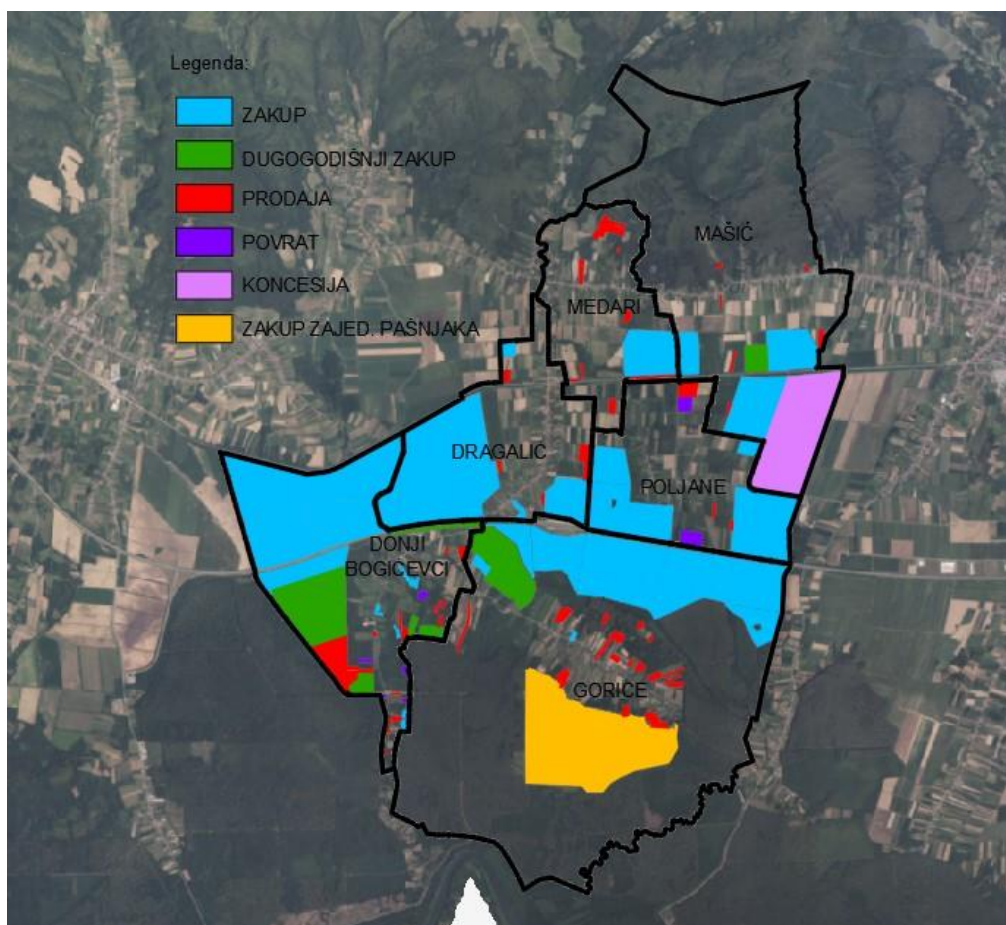 Legenda:
ZAKUP
DUGOGODIŠNJI ZAKUP
PRODAJA
POVRAT
KONCESIJA
ZAKUP ZAJED. PAŠNJAKA
MAŠIĆ
MEDARI
DRAGALIĆ
POLJANE
DONJI
BOGIĆEVCI
GORICE